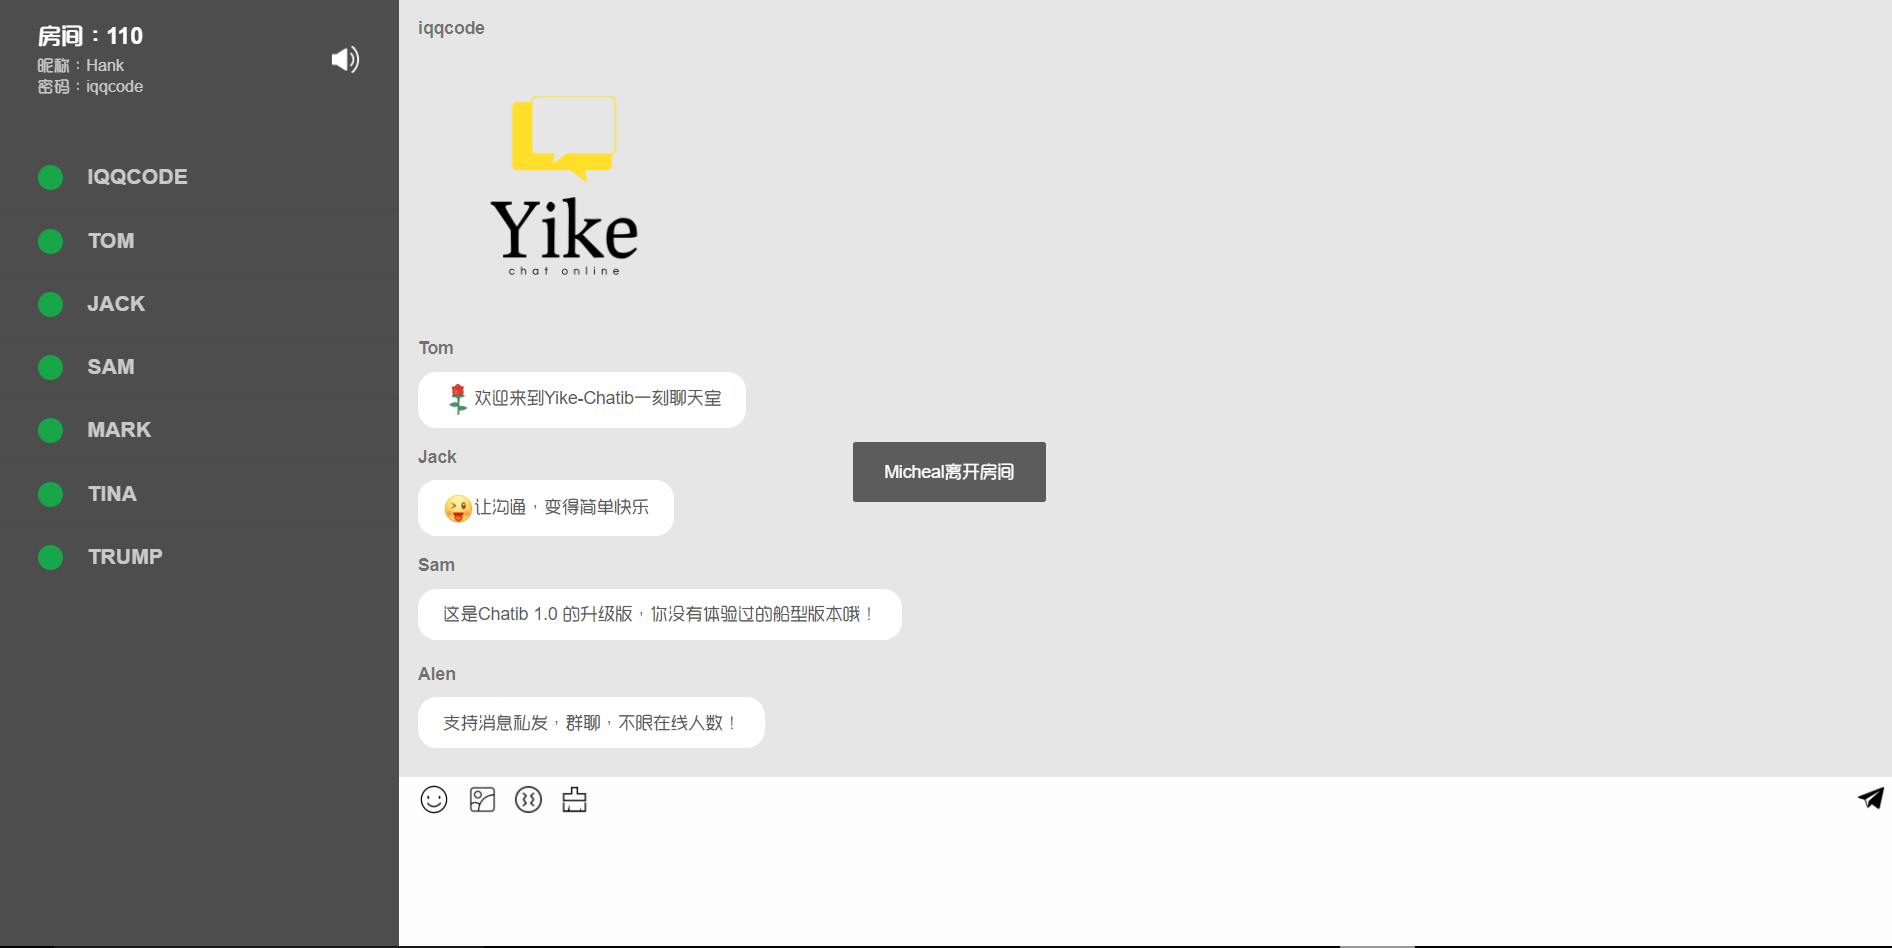 房间：110
昵称：Hank
密码：iqqcode
IQQCODE
TOM
JACK
SAM
MARK
TINA
TRUMP
iqqcode
Yike
chat online
Tom
欢迎来到Yike-Chatib一刻聊天室
Jack
让沟通，变得简单快乐
Micheal离开房间
Sam
这是Chatib 1.0 的升级版，你没有体验过的船型版本哦！
Alen
支持消息私发，群聊，不限在线人数！